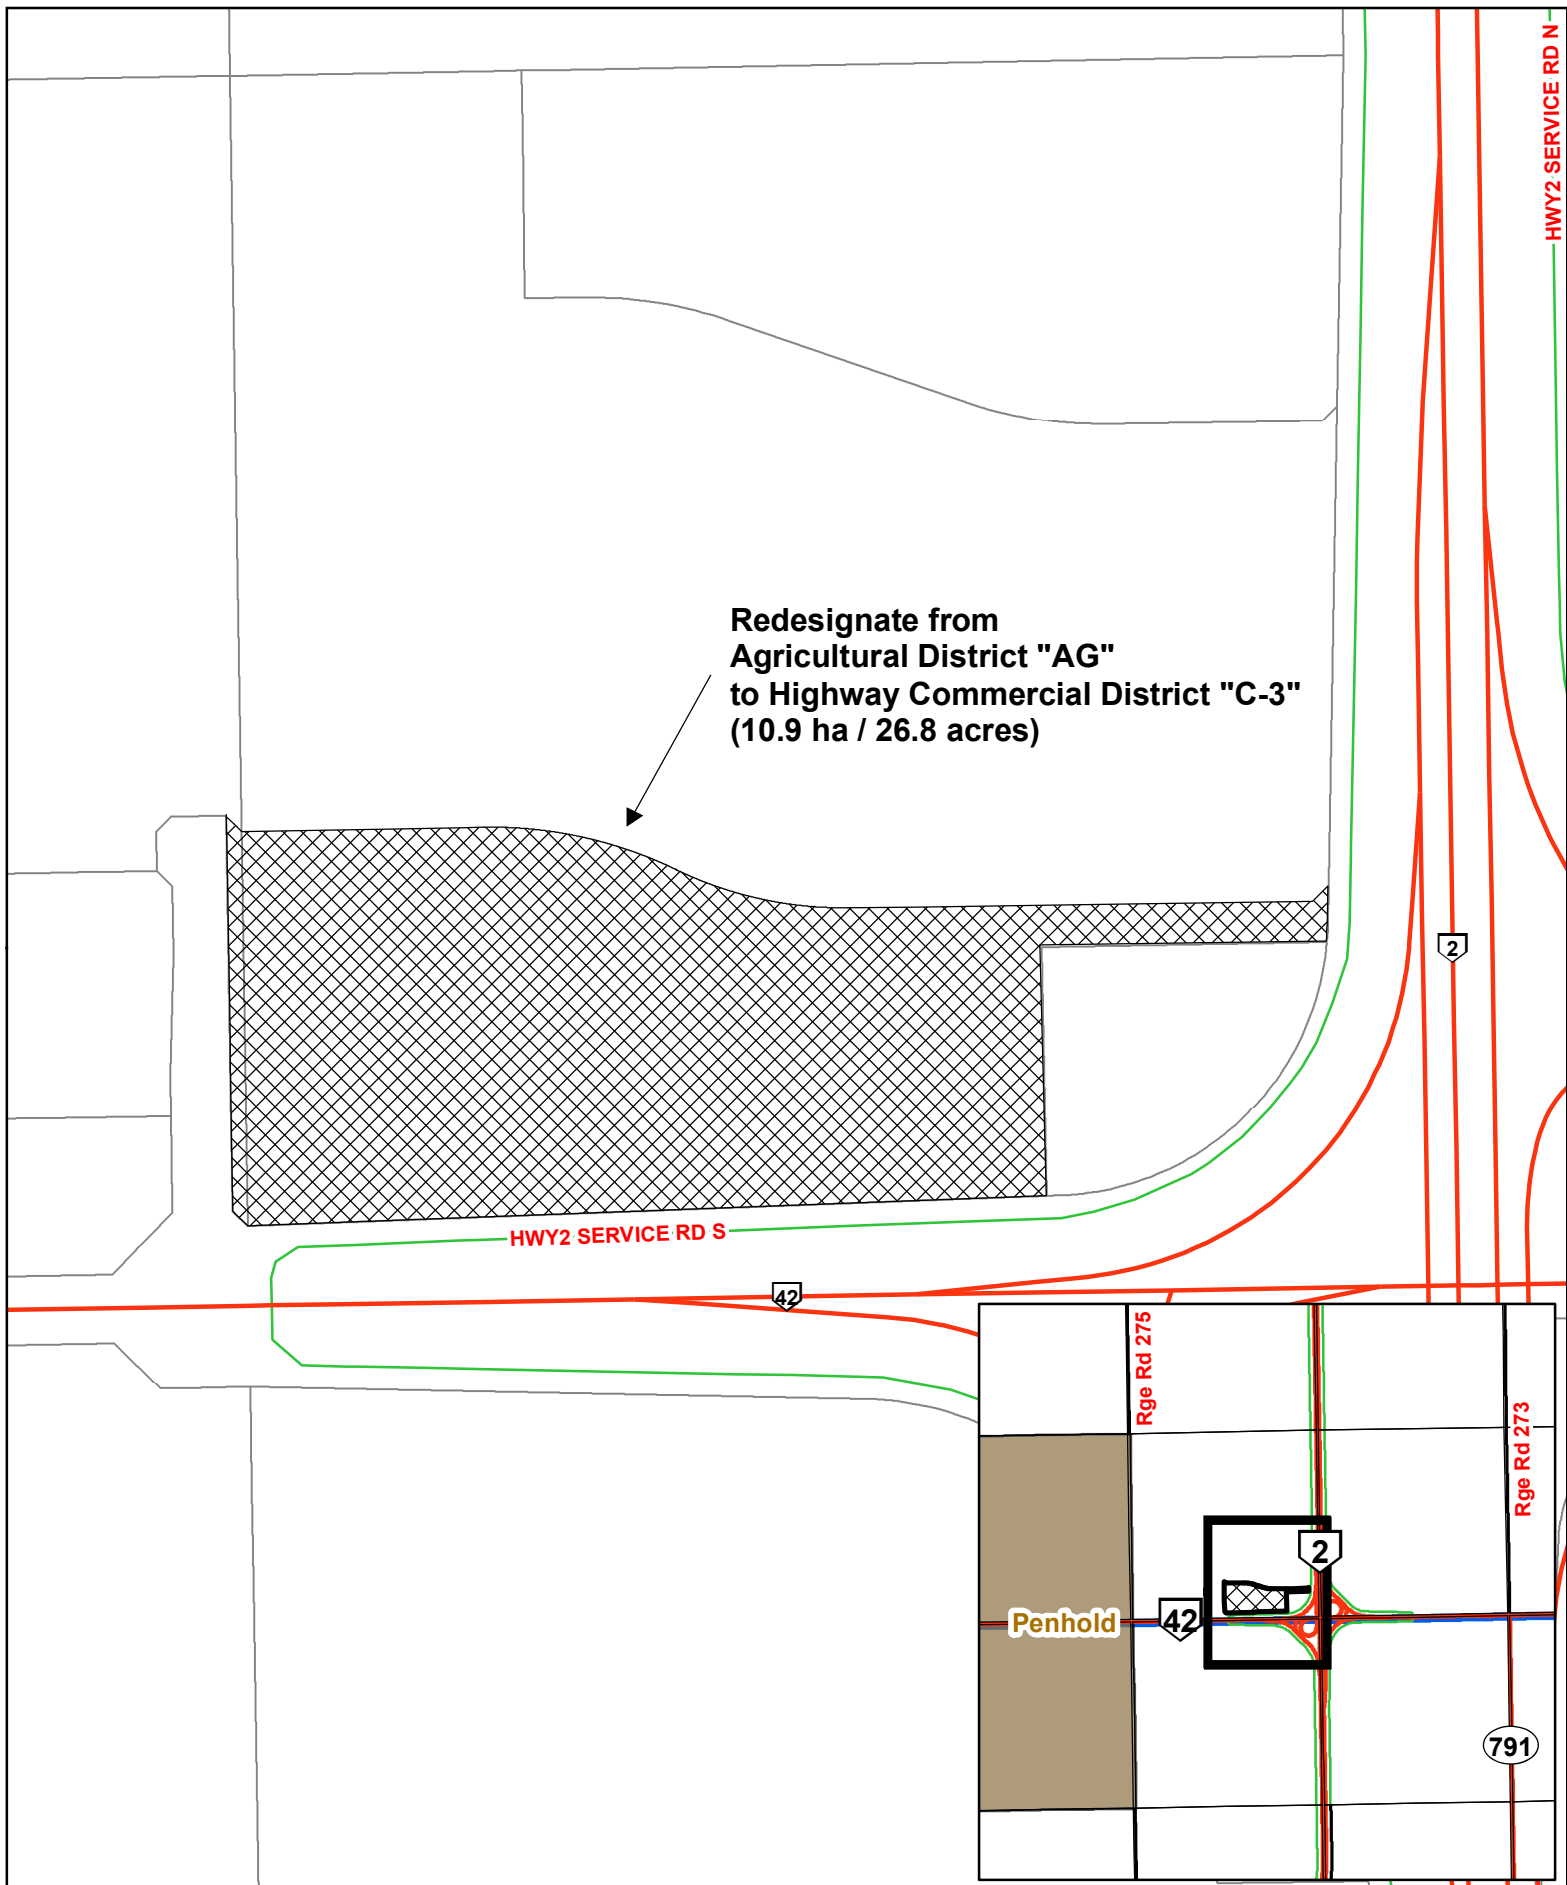 HWY2 SERVICE RD N
Redesignate from
Agricultural District "AG"
to Highway Commercial District "C-3"
(10.9 ha / 26.8 acres)
2
HWY2 SERVICE RD S
42
Rge Rd 275
Rge Rd 273
2
Penhold
42
791